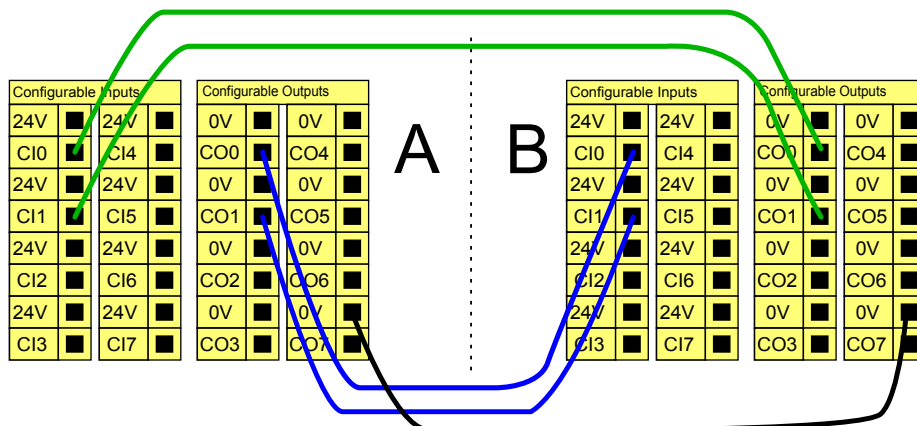 Configurable Inputs
24V 24V
CI0 CI4
24V 24V
CI1 CI5
24V 24V
CI2 CI6
24V 24V
CI3 CI7
Configurable Outputs
0V 0V
CO0 CO4
0V 0V
CO1 CO5
0V 0V
CO2 CO6
0V 0V
CO3 CO7
A
B
Configurable Inputs
24V 24V
CI0 CI4
24V 24V
CI1 CI5
24V 24V
CI2 CI6
24V 24V
CI3 CI7
Configurable Outputs
0V 0V
CO0 CO4
0V 0V
CO1 CO5
0V 0V
CO2 CO6
0V 0V
CO3 CO7